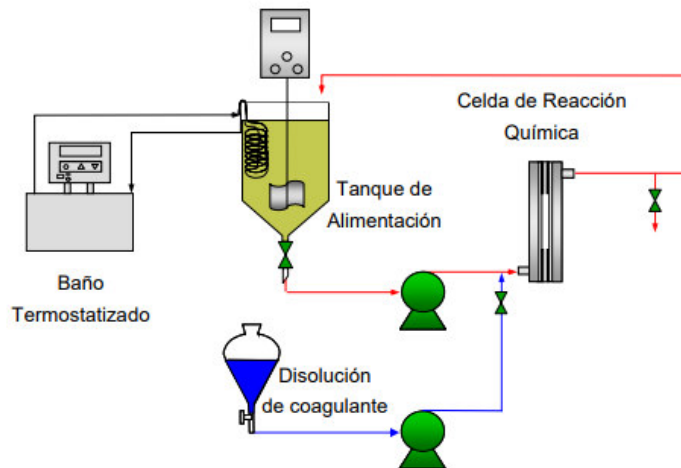 Celda de Reacción
Química
Tanque de
Alimentación
Baño
Termostatizado
Disolución
de coagulante